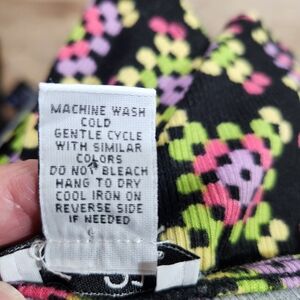 MACHINE WASH
COLD
GENTLE CYCLE
WITH SIMILAR
COLORS
DO NOT BLEACH
HANG TO DRY
COOL IRON ON
REVERSE SIDE
IF NEEDED